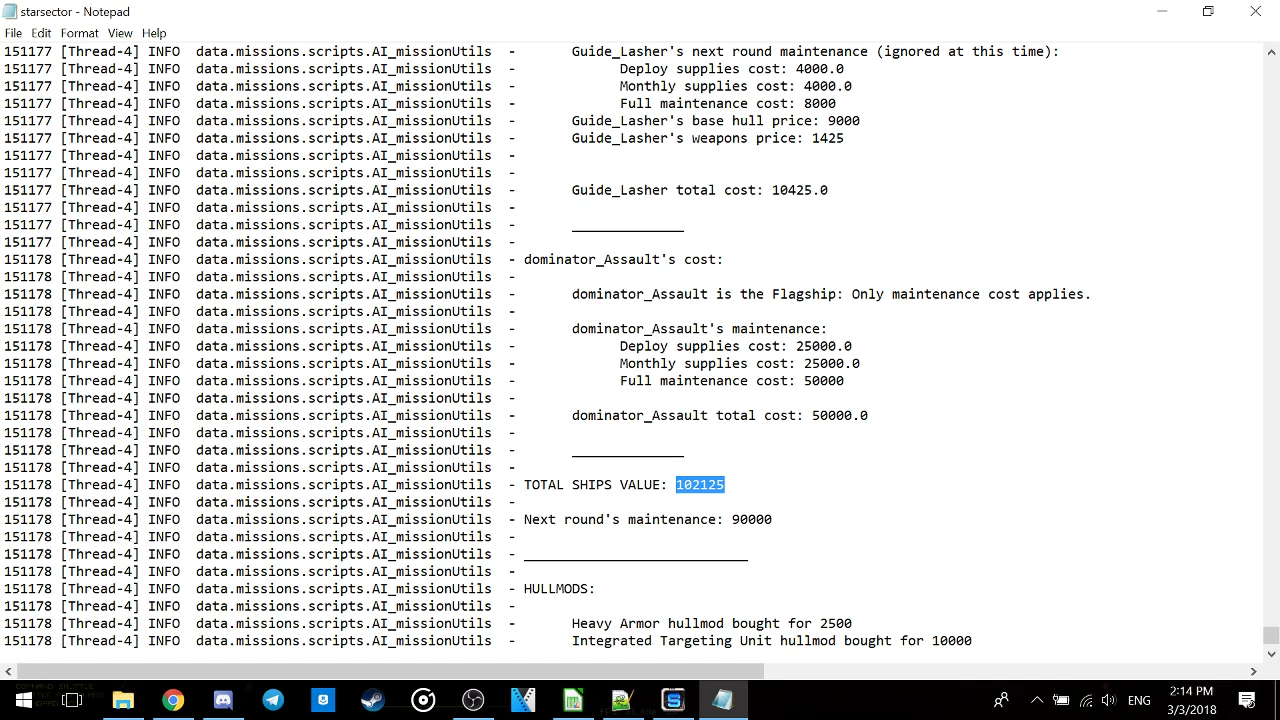 starsector - Notepad
File Edit Format View Help
151177 [Thread-4] INFO  data.missions.scripts.AI_missionUtils  -       Guide_Lasher's next round maintenance (ignored at this time):
151177 [Thread-4] INFO  data.missions.scripts.AI_missionUtils  -             Deploy supplies cost: 4000.0
151177 [Thread-4] INFO  data.missions.scripts.AI_missionUtils  -             Monthly supplies cost: 4000.0
151177 [Thread-4] INFO  data.missions.scripts.AI_missionUtils  -             Full maintenance cost: 8000
151177 [Thread-4] INFO  data.missions.scripts.AI_missionUtils  -       Guide_Lasher's base hull price: 9000
151177 [Thread-4] INFO  data.missions.scripts.AI_missionUtils  -       Guide_Lasher's weapons price: 1425
151177 [Thread-4] INFO  data.missions.scripts.AI_missionUtils  -
151177 [Thread-4] INFO  data.missions.scripts.AI_missionUtils  -
151177 [Thread-4] INFO  data.missions.scripts.AI_missionUtils  -       Guide_Lasher total cost: 10425.0
151177 [Thread-4] INFO  data.missions.scripts.AI_missionUtils  -
151177 [Thread-4] INFO  data.missions.scripts.AI_missionUtils  -       ______________
151177 [Thread-4] INFO  data.missions.scripts.AI_missionUtils  -
151178 [Thread-4] INFO  data.missions.scripts.AI_missionUtils  - dominator_Assault's cost:
151178 [Thread-4] INFO  data.missions.scripts.AI_missionUtils  -
151178 [Thread-4] INFO  data.missions.scripts.AI_missionUtils  -       dominator_Assault is the Flagship: Only maintenance cost applies.
151178 [Thread-4] INFO  data.missions.scripts.AI_missionUtils  -
151178 [Thread-4] INFO  data.missions.scripts.AI_missionUtils  -       dominator_Assault's maintenance:
151178 [Thread-4] INFO  data.missions.scripts.AI_missionUtils  -             Deploy supplies cost: 25000.0
151178 [Thread-4] INFO  data.missions.scripts.AI_missionUtils  -             Monthly supplies cost: 25000.0
151178 [Thread-4] INFO  data.missions.scripts.AI_missionUtils  -             Full maintenance cost: 50000
151178 [Thread-4] INFO  data.missions.scripts.AI_missionUtils  -
151178 [Thread-4] INFO  data.missions.scripts.AI_missionUtils  -       dominator_Assault total cost: 50000.0
151178 [Thread-4] INFO  data.missions.scripts.AI_missionUtils  -
151178 [Thread-4] INFO  data.missions.scripts.AI_missionUtils  -       ______________
151178 [Thread-4] INFO  data.missions.scripts.AI_missionUtils  -
151178 [Thread-4] INFO  data.missions.scripts.AI_missionUtils  - TOTAL SHIPS VALUE: 102125
151178 [Thread-4] INFO  data.missions.scripts.AI_missionUtils  -
151178 [Thread-4] INFO  data.missions.scripts.AI_missionUtils  - Next round's maintenance: 90000
151178 [Thread-4] INFO  data.missions.scripts.AI_missionUtils  -
151178 [Thread-4] INFO  data.missions.scripts.AI_missionUtils  - ____________________________
151178 [Thread-4] INFO  data.missions.scripts.AI_missionUtils  -
151178 [Thread-4] INFO  data.missions.scripts.AI_missionUtils  - HULLMODS:
151178 [Thread-4] INFO  data.missions.scripts.AI_missionUtils  -
151178 [Thread-4] INFO  data.missions.scripts.AI_missionUtils  -       Heavy Armor hullmod bought for 2500
151178 [Thread-4] INFO  data.missions.scripts.AI_missionUtils  -       Integrated Targeting Unit hullmod bought for 10000
ENG
2:14 PM
3/3/2018